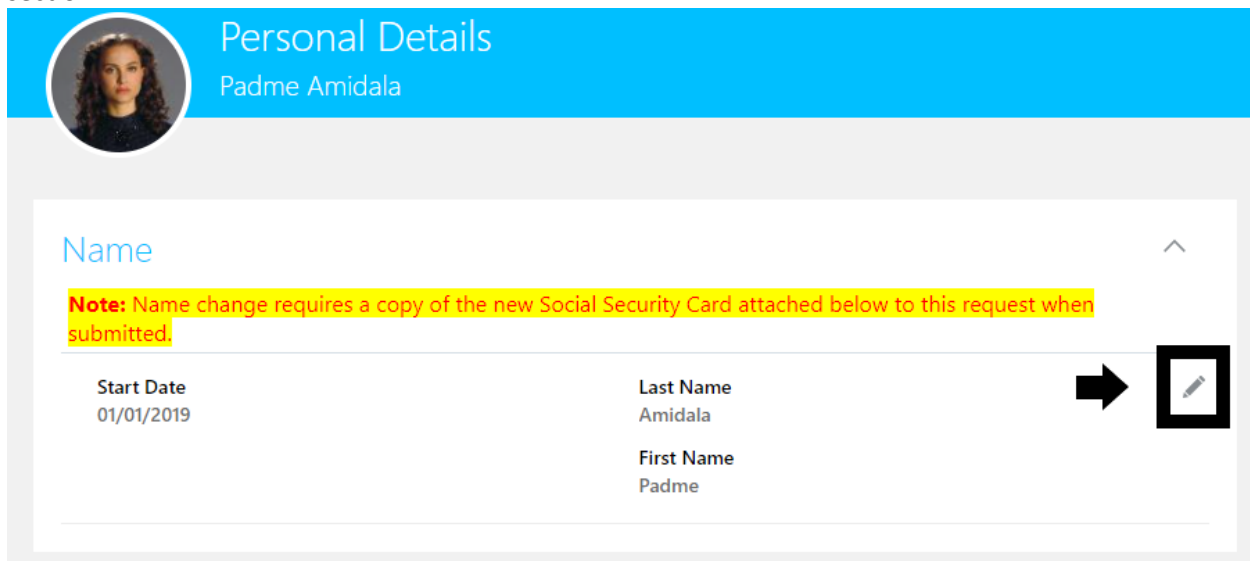 Personal Details
Padme Amidala
Name
Note: Name change requires a copy of the new Social Security Card attached below to this request when
submitted.
Start Date
01/01/2019
Last Name
Amidala
First Name
Padme